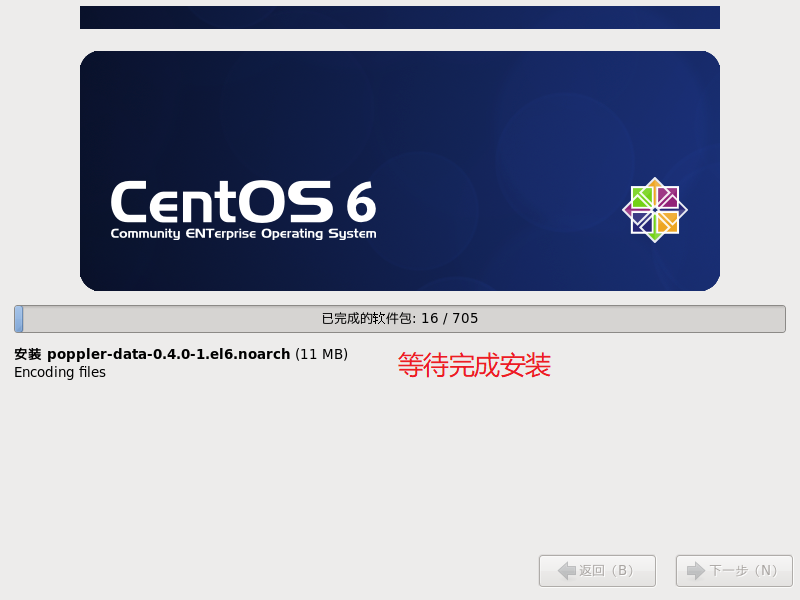 CentOS 6
Community ENTerprise Operating System
已完成的软件包: 16 / 705
安装 poppler-data-0.4.0-1.el6.noarch (11 MB)
Encoding files
等待完成安装
返回（B）
下一步（N）